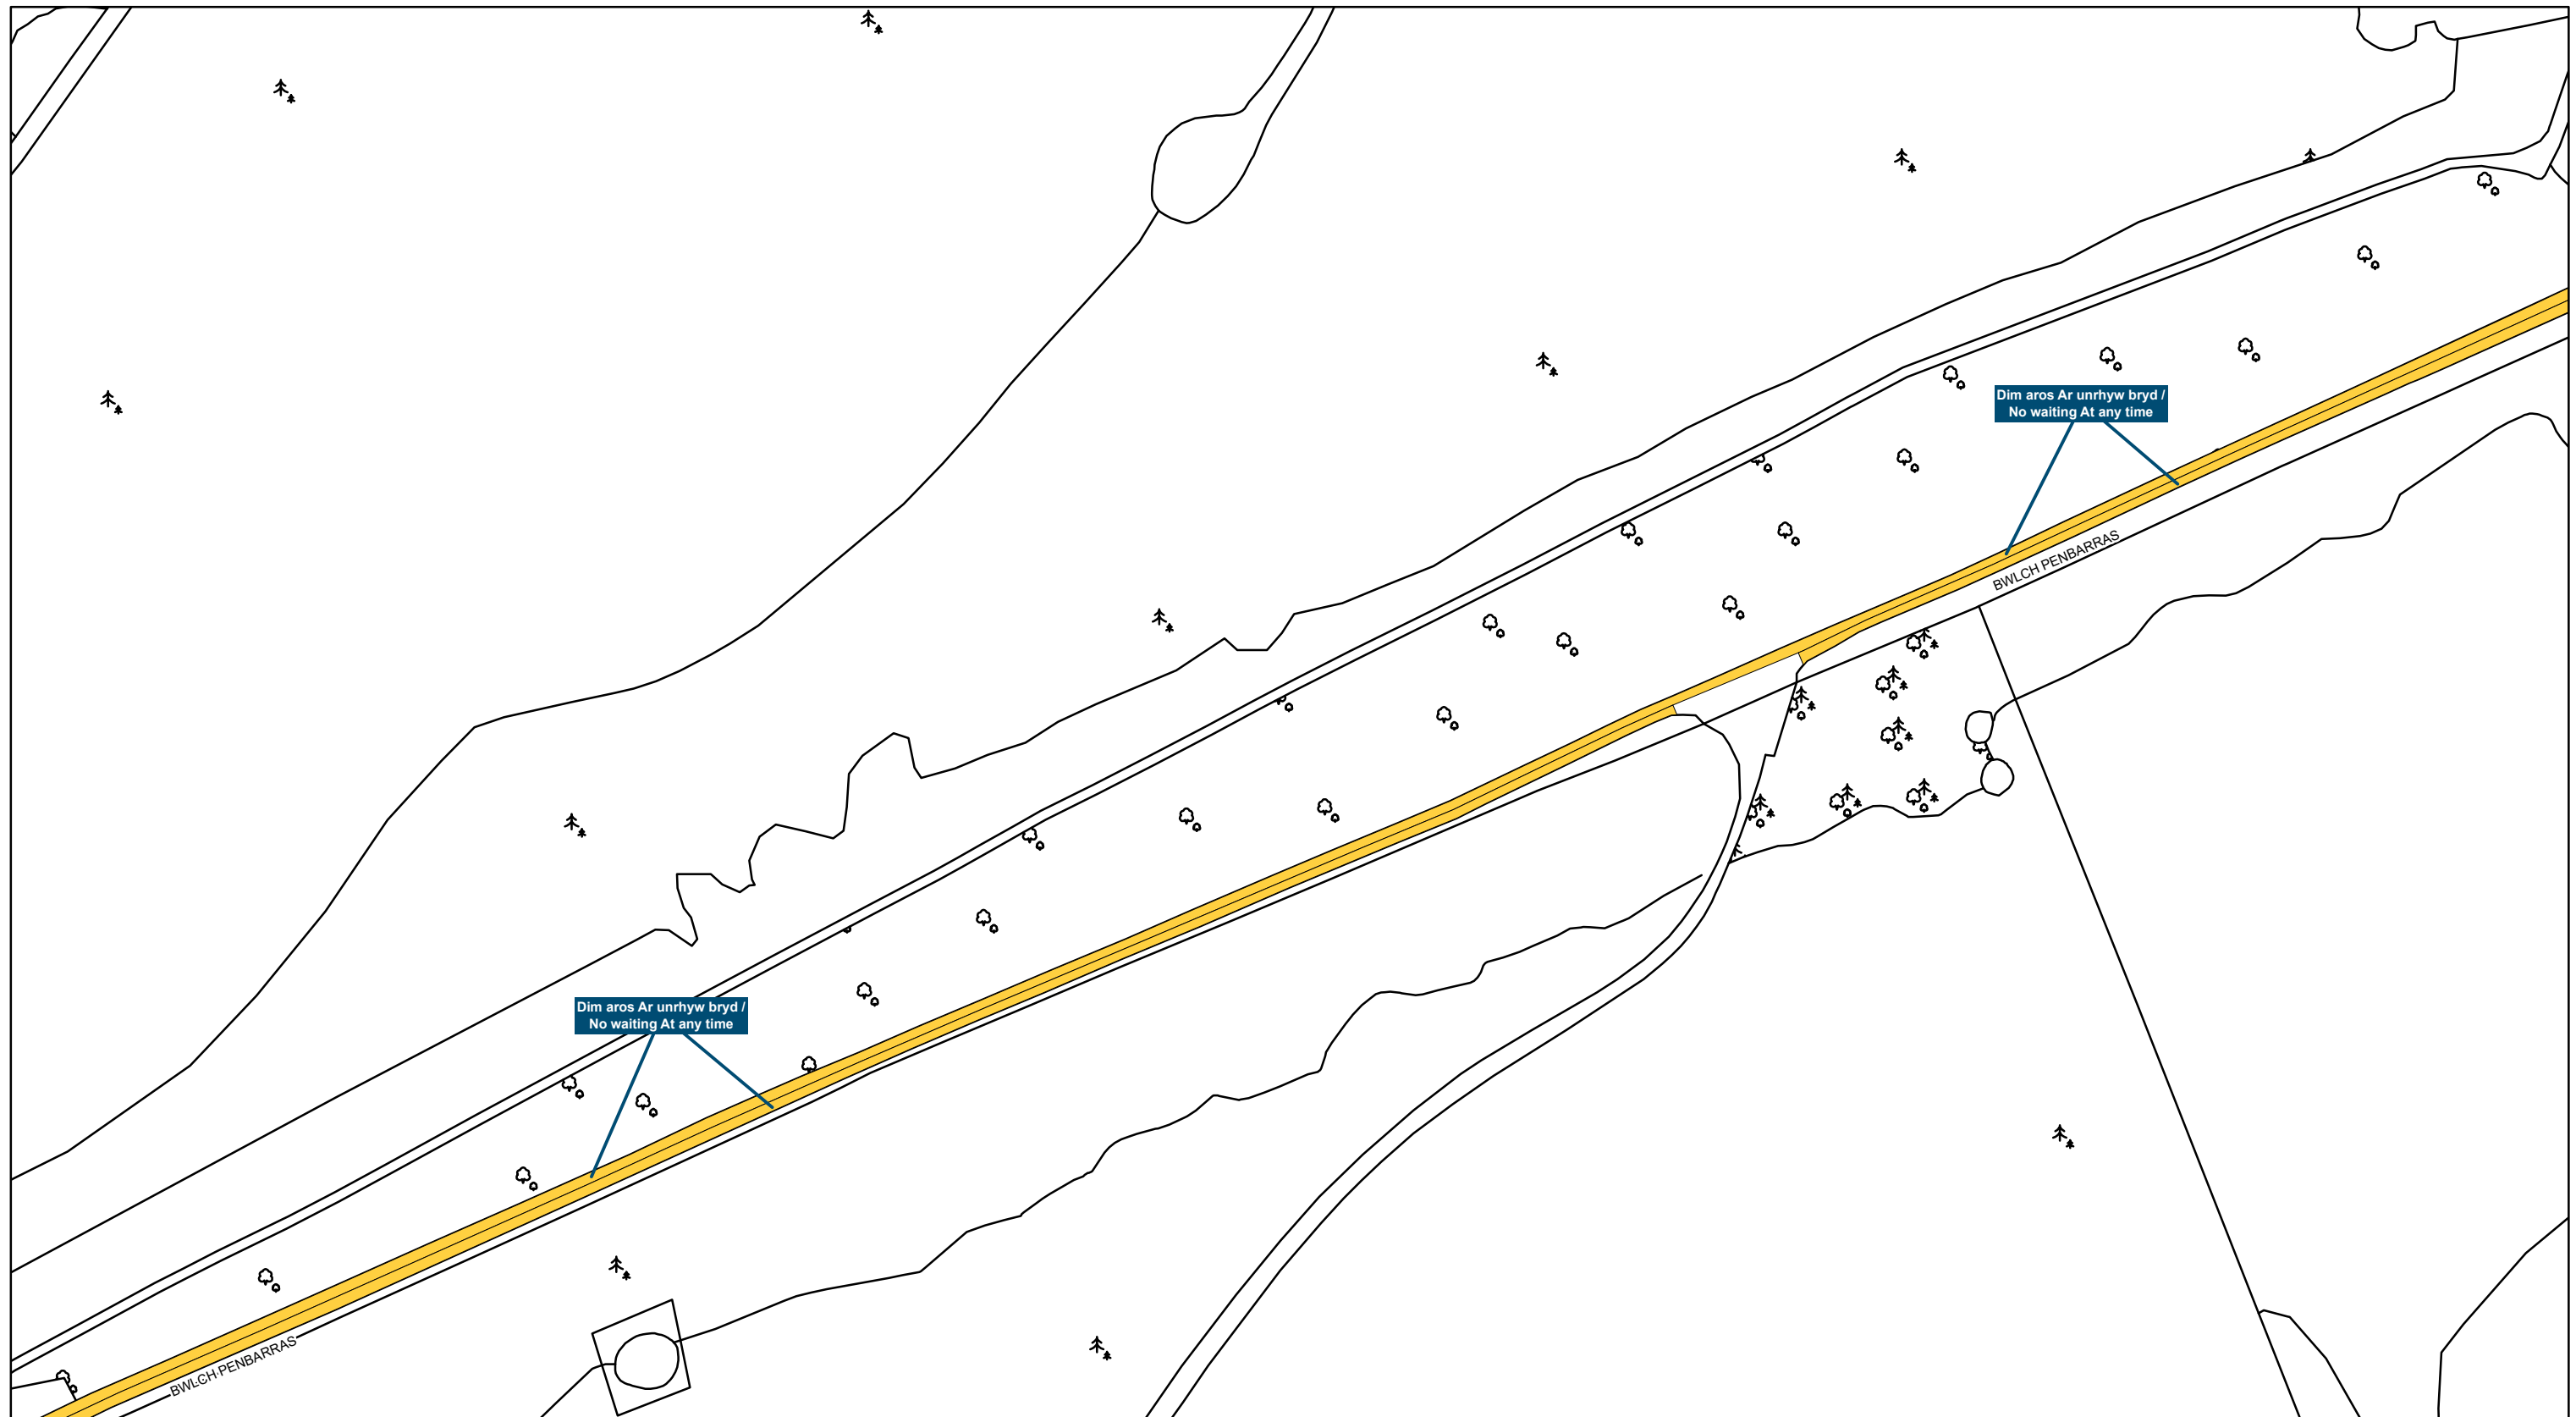 Dim aros Ar unrhyw bryd /
No waiting At any time
BWLCH PENBARRAS
Dim aros Ar unrhyw bryd /
No waiting At any time
BWLCH PENBARRAS